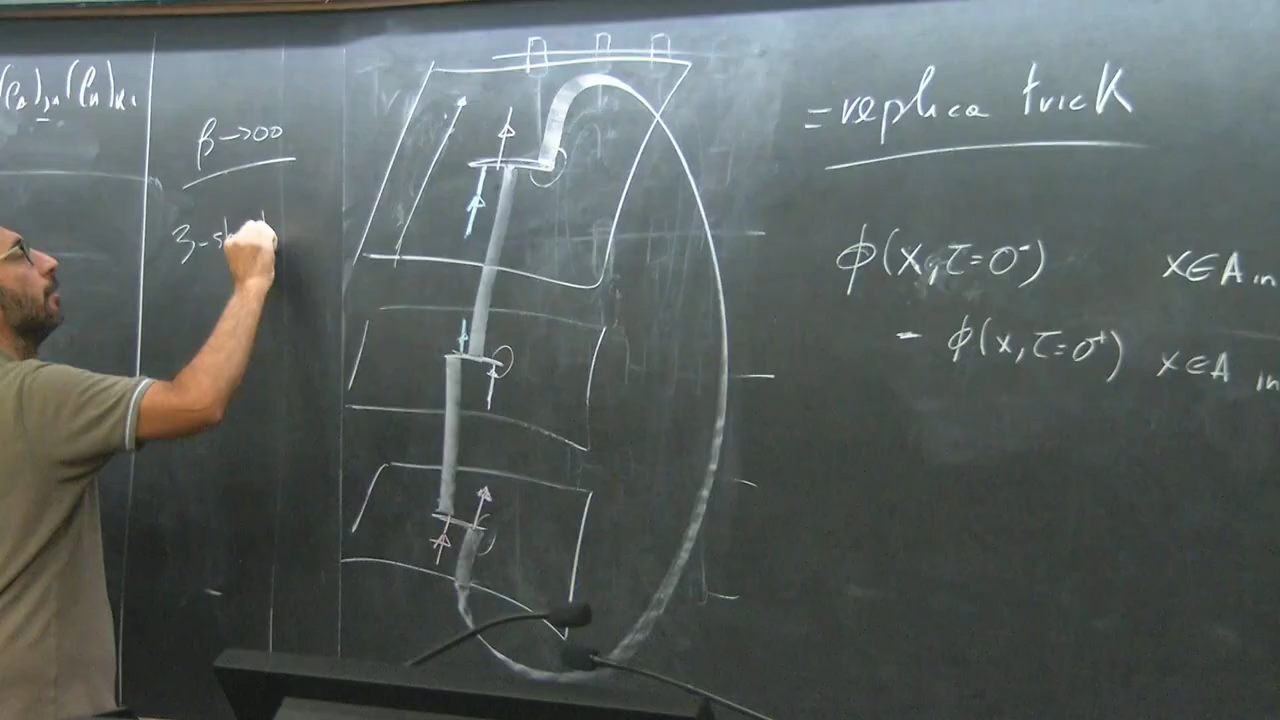 β→∞
3-sh
= replica trick
ϕ(x, τ=0⁻) x∈A in
- ϕ(x, τ=0⁺) x∈A in